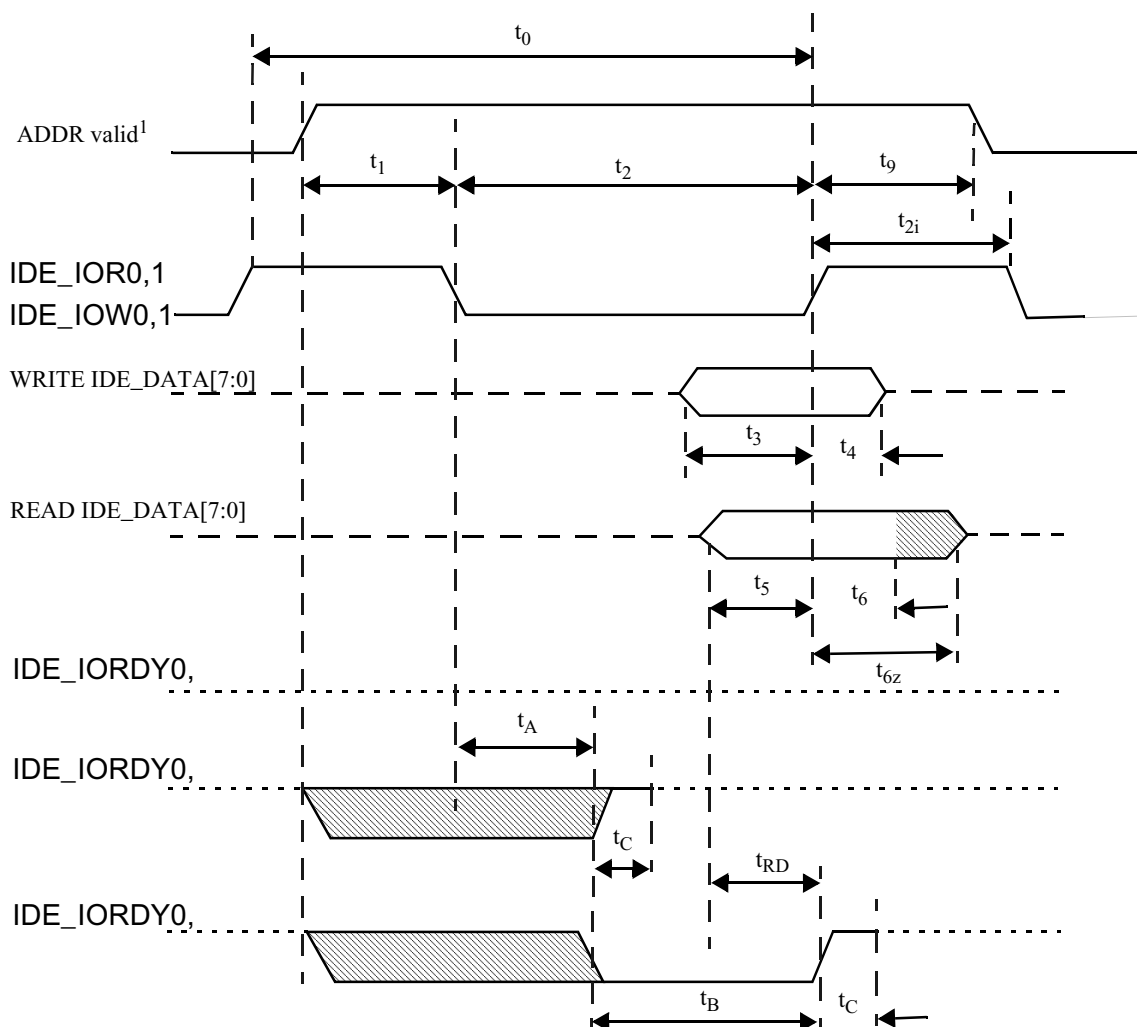 t0
ADDR valid1
t1 t2 t9
t2i
IDE_IOR0,1
IDE_IOW0,1
WRITE IDE_DATA[7:0]
t3 t4
READ IDE_DATA[7:0]
t5 t6
IDE_IORDY0,
t6z
tA
IDE_IORDY0,
tC
tRD
IDE_IORDY0,
tB tC